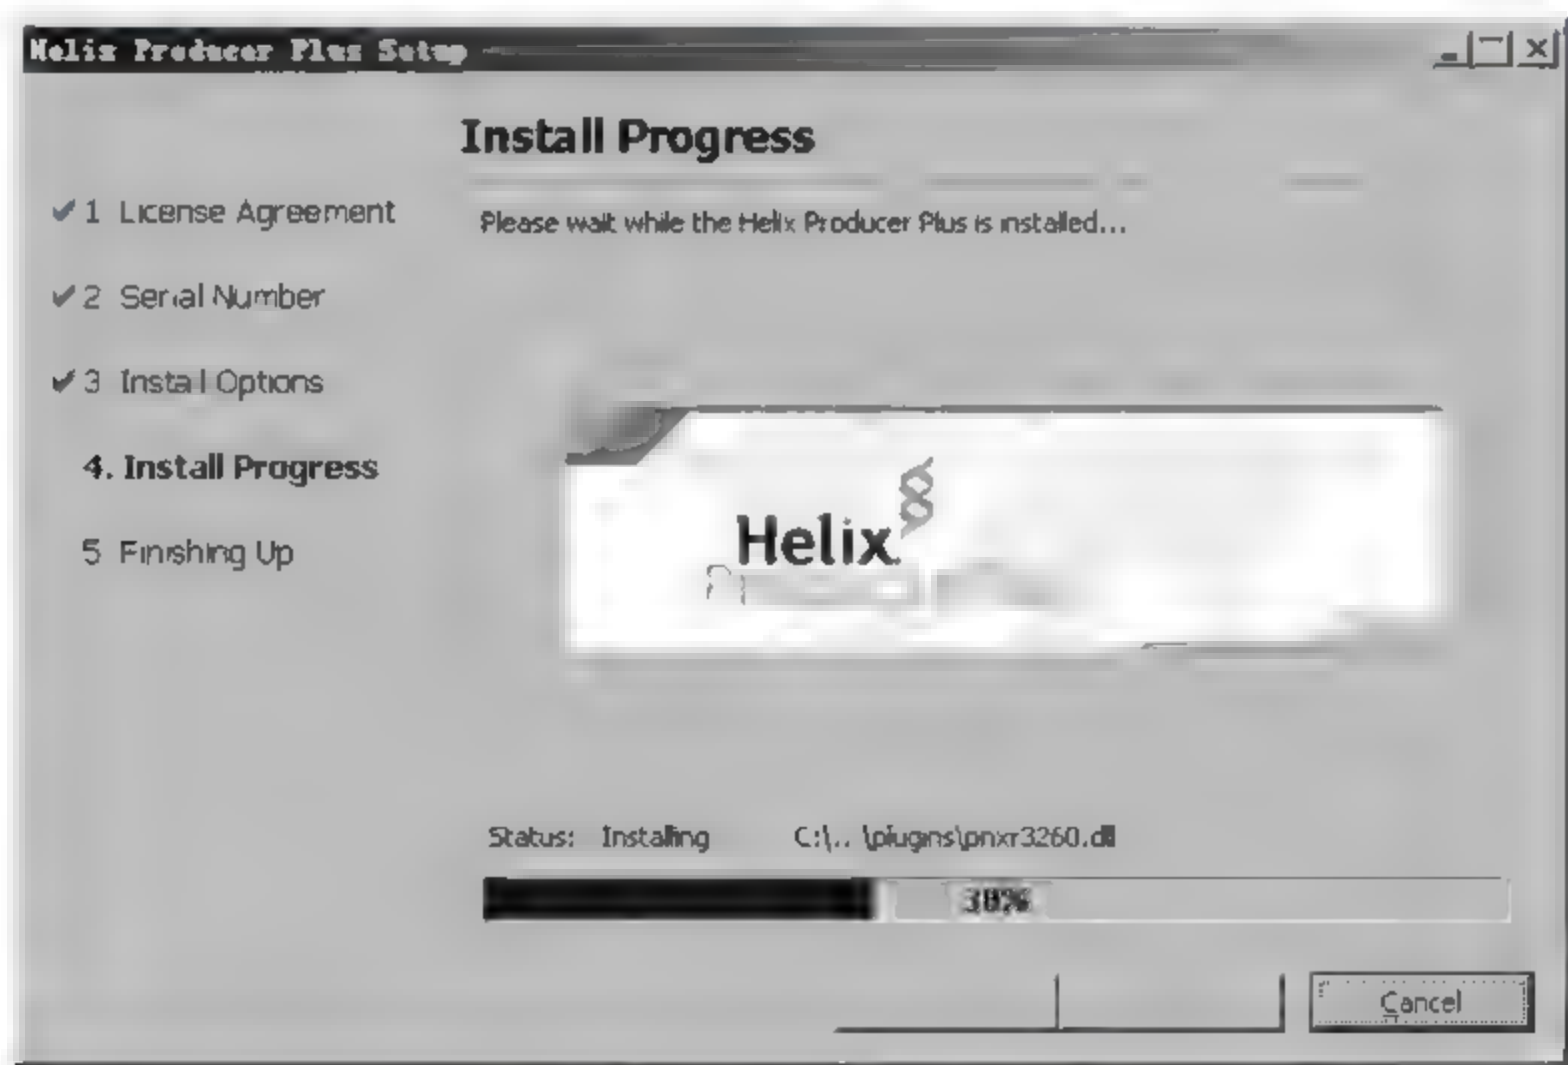 Helix Producer Plus Setup
Install Progress
1 License Agreement
Please wait while the Helix Producer Plus is installed...
2 Serial Number
3 Install Options
4. Install Progress
5 Finishing Up
Helix
Status: Installing C:\.. \plugins\pnxr3260.dll
Cancel